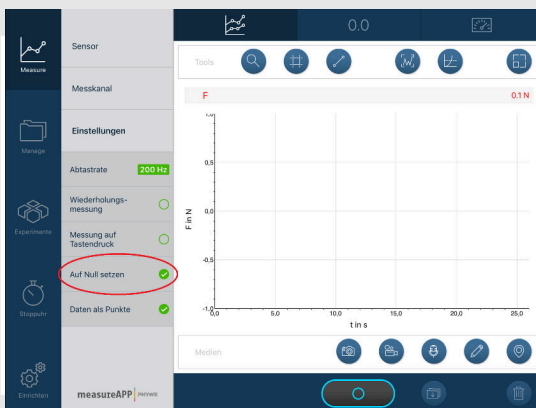 0.0
Measure
Manage
Experimente
Stoppuhr
Einrichten
Sensor
Messkanal
Einstellungen
Abtastrate 200 Hz
Wiederholungs-
messung
Messung auf
Tastendruck
Auf Null setzen
Daten als Punkte
measureAPP PHYWE
Tools
F 0.1 N
1,0
0,5
0,0
-0,5
-1,0
F in N
0,0 5,0 10,0 15,0 20,0 25,0
t in s
Medien